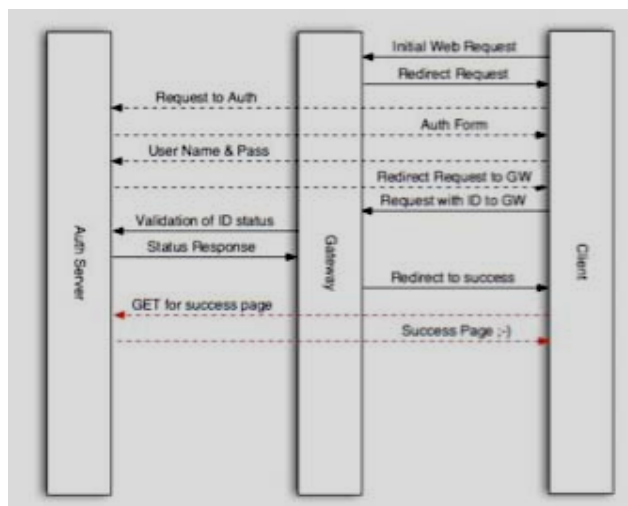 Initial Web Request
Redirect Request
Request to Auth
Auth Form
User Name & Pass
Redirect Request to GW
Request with ID to GW
Validation of ID status
Status Response
Redirect to success
GET for success page
Success Page ;-)
Auth Server
Gateway
Client